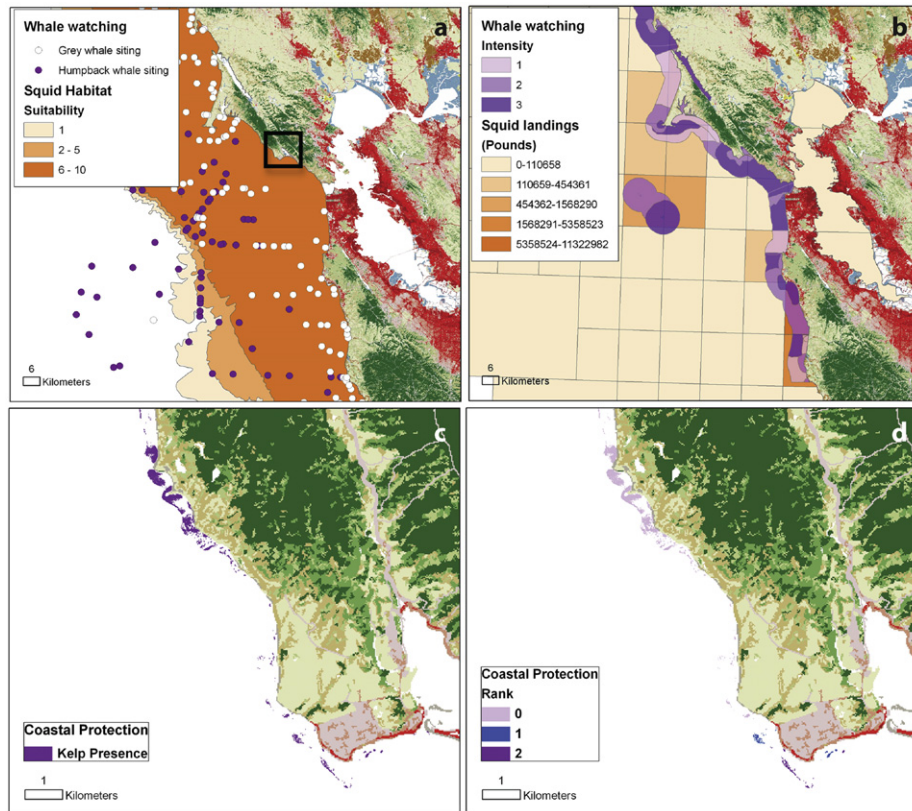 a
Whale watching
Grey whale siting
Humpback whale siting
Squid Habitat
Suitability
1
2 - 5
6 - 10
6
Kilometers
b
Whale watching
Intensity
1
2
3
Squid landings
(Pounds)
0-110658
110659-454361
454362-1568290
1568291-5358523
5358524-11322982
6
Kilometers
c
Coastal Protection
Kelp Presence
1
Kilometers
d
Coastal Protection
Rank
0
1
2
1
Kilometers